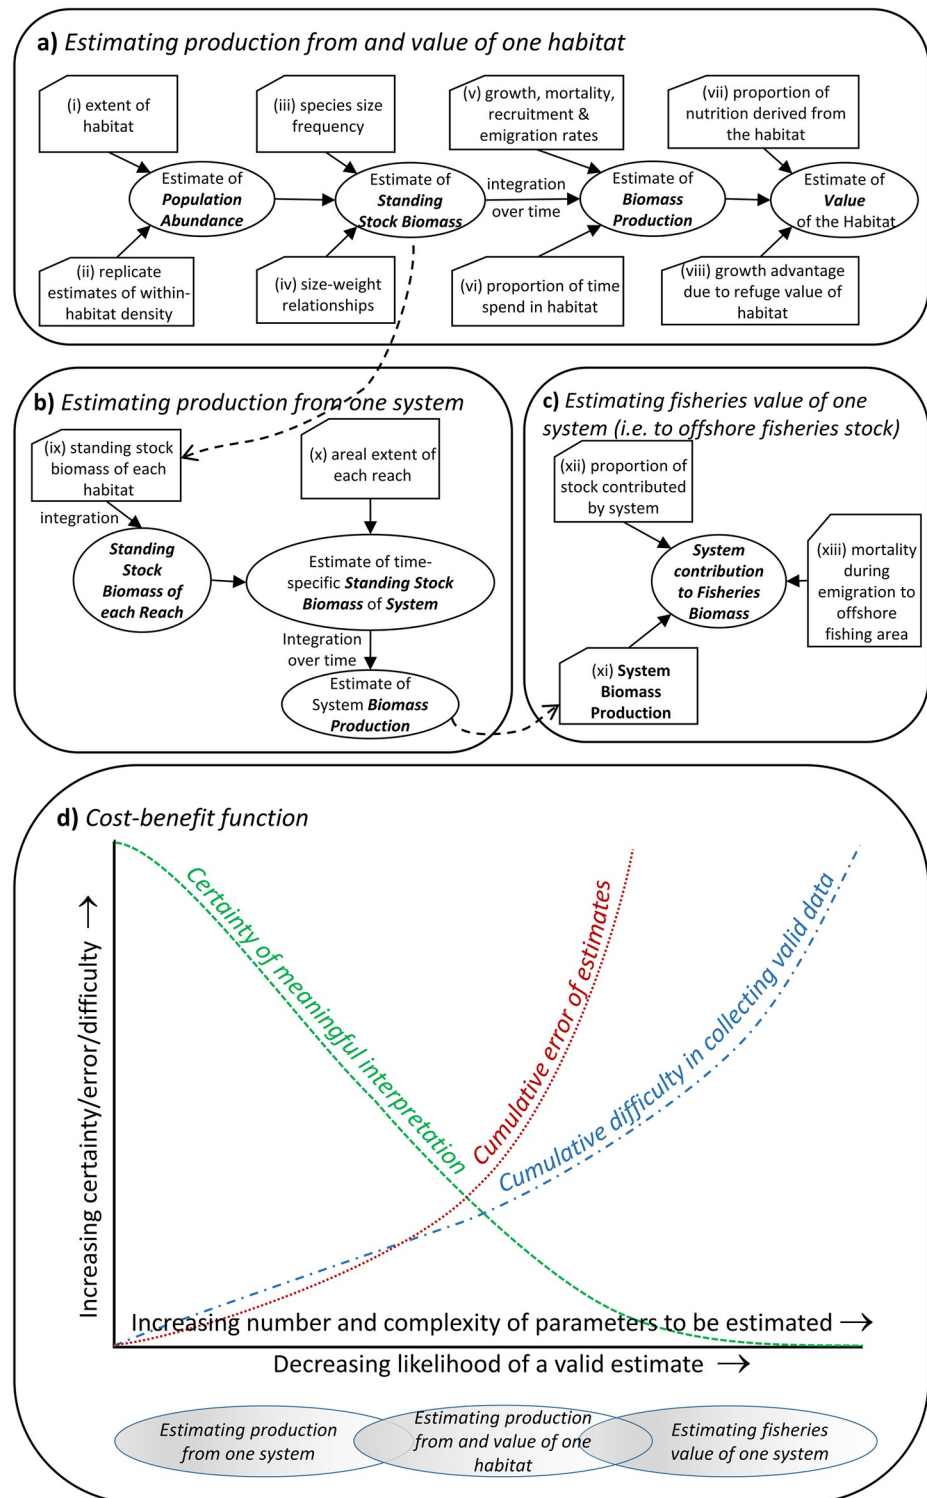 a) Estimating production from and value of one habitat
(i) extent of
habitat
(iii) species size
frequency
(v) growth, mortality,
recruitment &
emigration rates
(vii) proportion of
nutrition derived from
the habitat
Estimate of
Population
Abundance
Estimate of
Standing
Stock Biomass
integration
over time
Estimate of
Biomass
Production
Estimate of
Value
of the Habitat
(ii) replicate
estimates of within-
habitat density
(iv) size-weight
relationships
(vi) proportion of time
spend in habitat
(viii) growth advantage
due to refuge value of
habitat
b) Estimating production from one system
(ix) standing stock
biomass of each
habitat
(x) areal extent of
each reach
integration
Standing
Stock
Biomass of
each Reach
Estimate of time-
specific Standing Stock
Biomass of System
Integration
over time
Estimate of
System Biomass
Production
c) Estimating fisheries value of one
system (i.e. to offshore fisheries stock)
(xii) proportion of
stock contributed
by system
System
contribution
to Fisheries
Biomass
(xiii) mortality
during
emigration to
offshore
fishing area
(xi) System
Biomass
Production
d) Cost-benefit function
Increasing certainty/error/difficulty →
Certainty of meaningful interpretation
Cumulative error of estimates
Cumulative difficulty in collecting valid data
Increasing number and complexity of parameters to be estimated →
Decreasing likelihood of a valid estimate →
Estimating production
from one system
Estimating production
from and value of one
habitat
Estimating fisheries
value of one system